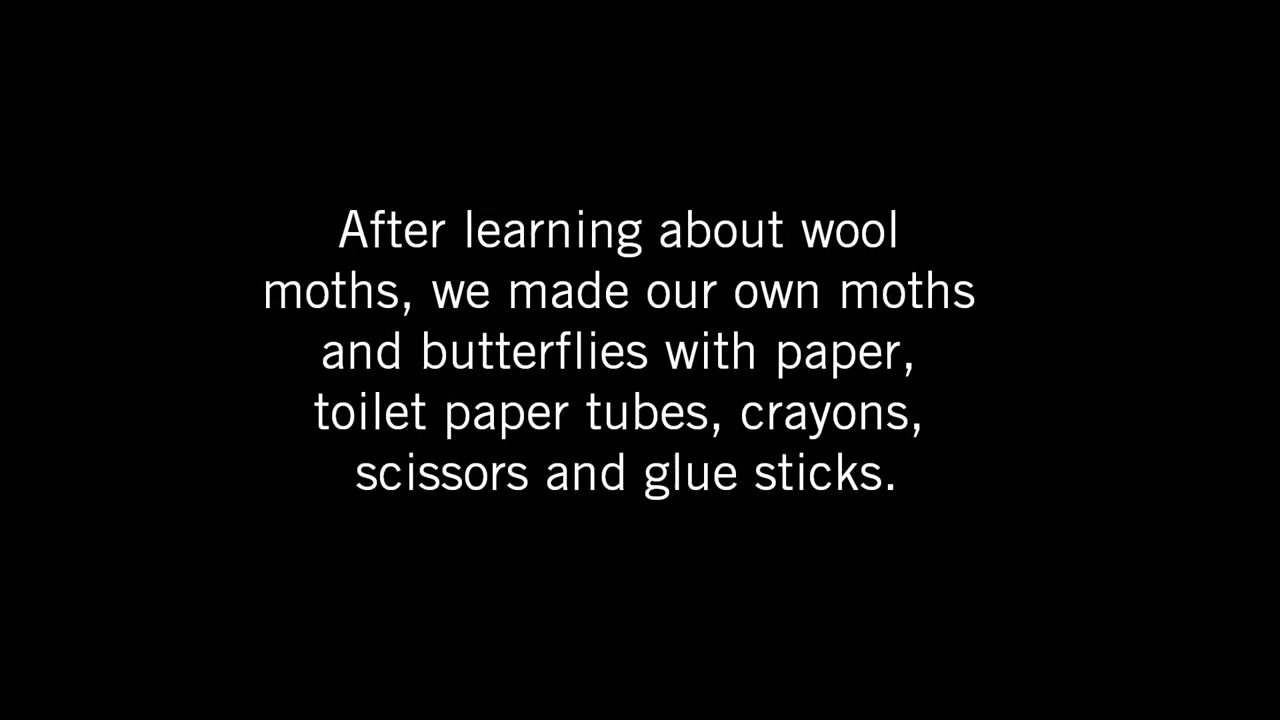 After learning about wool
moths, we made our own moths
and butterflies with paper,
toilet paper tubes, crayons,
scissors and glue sticks.